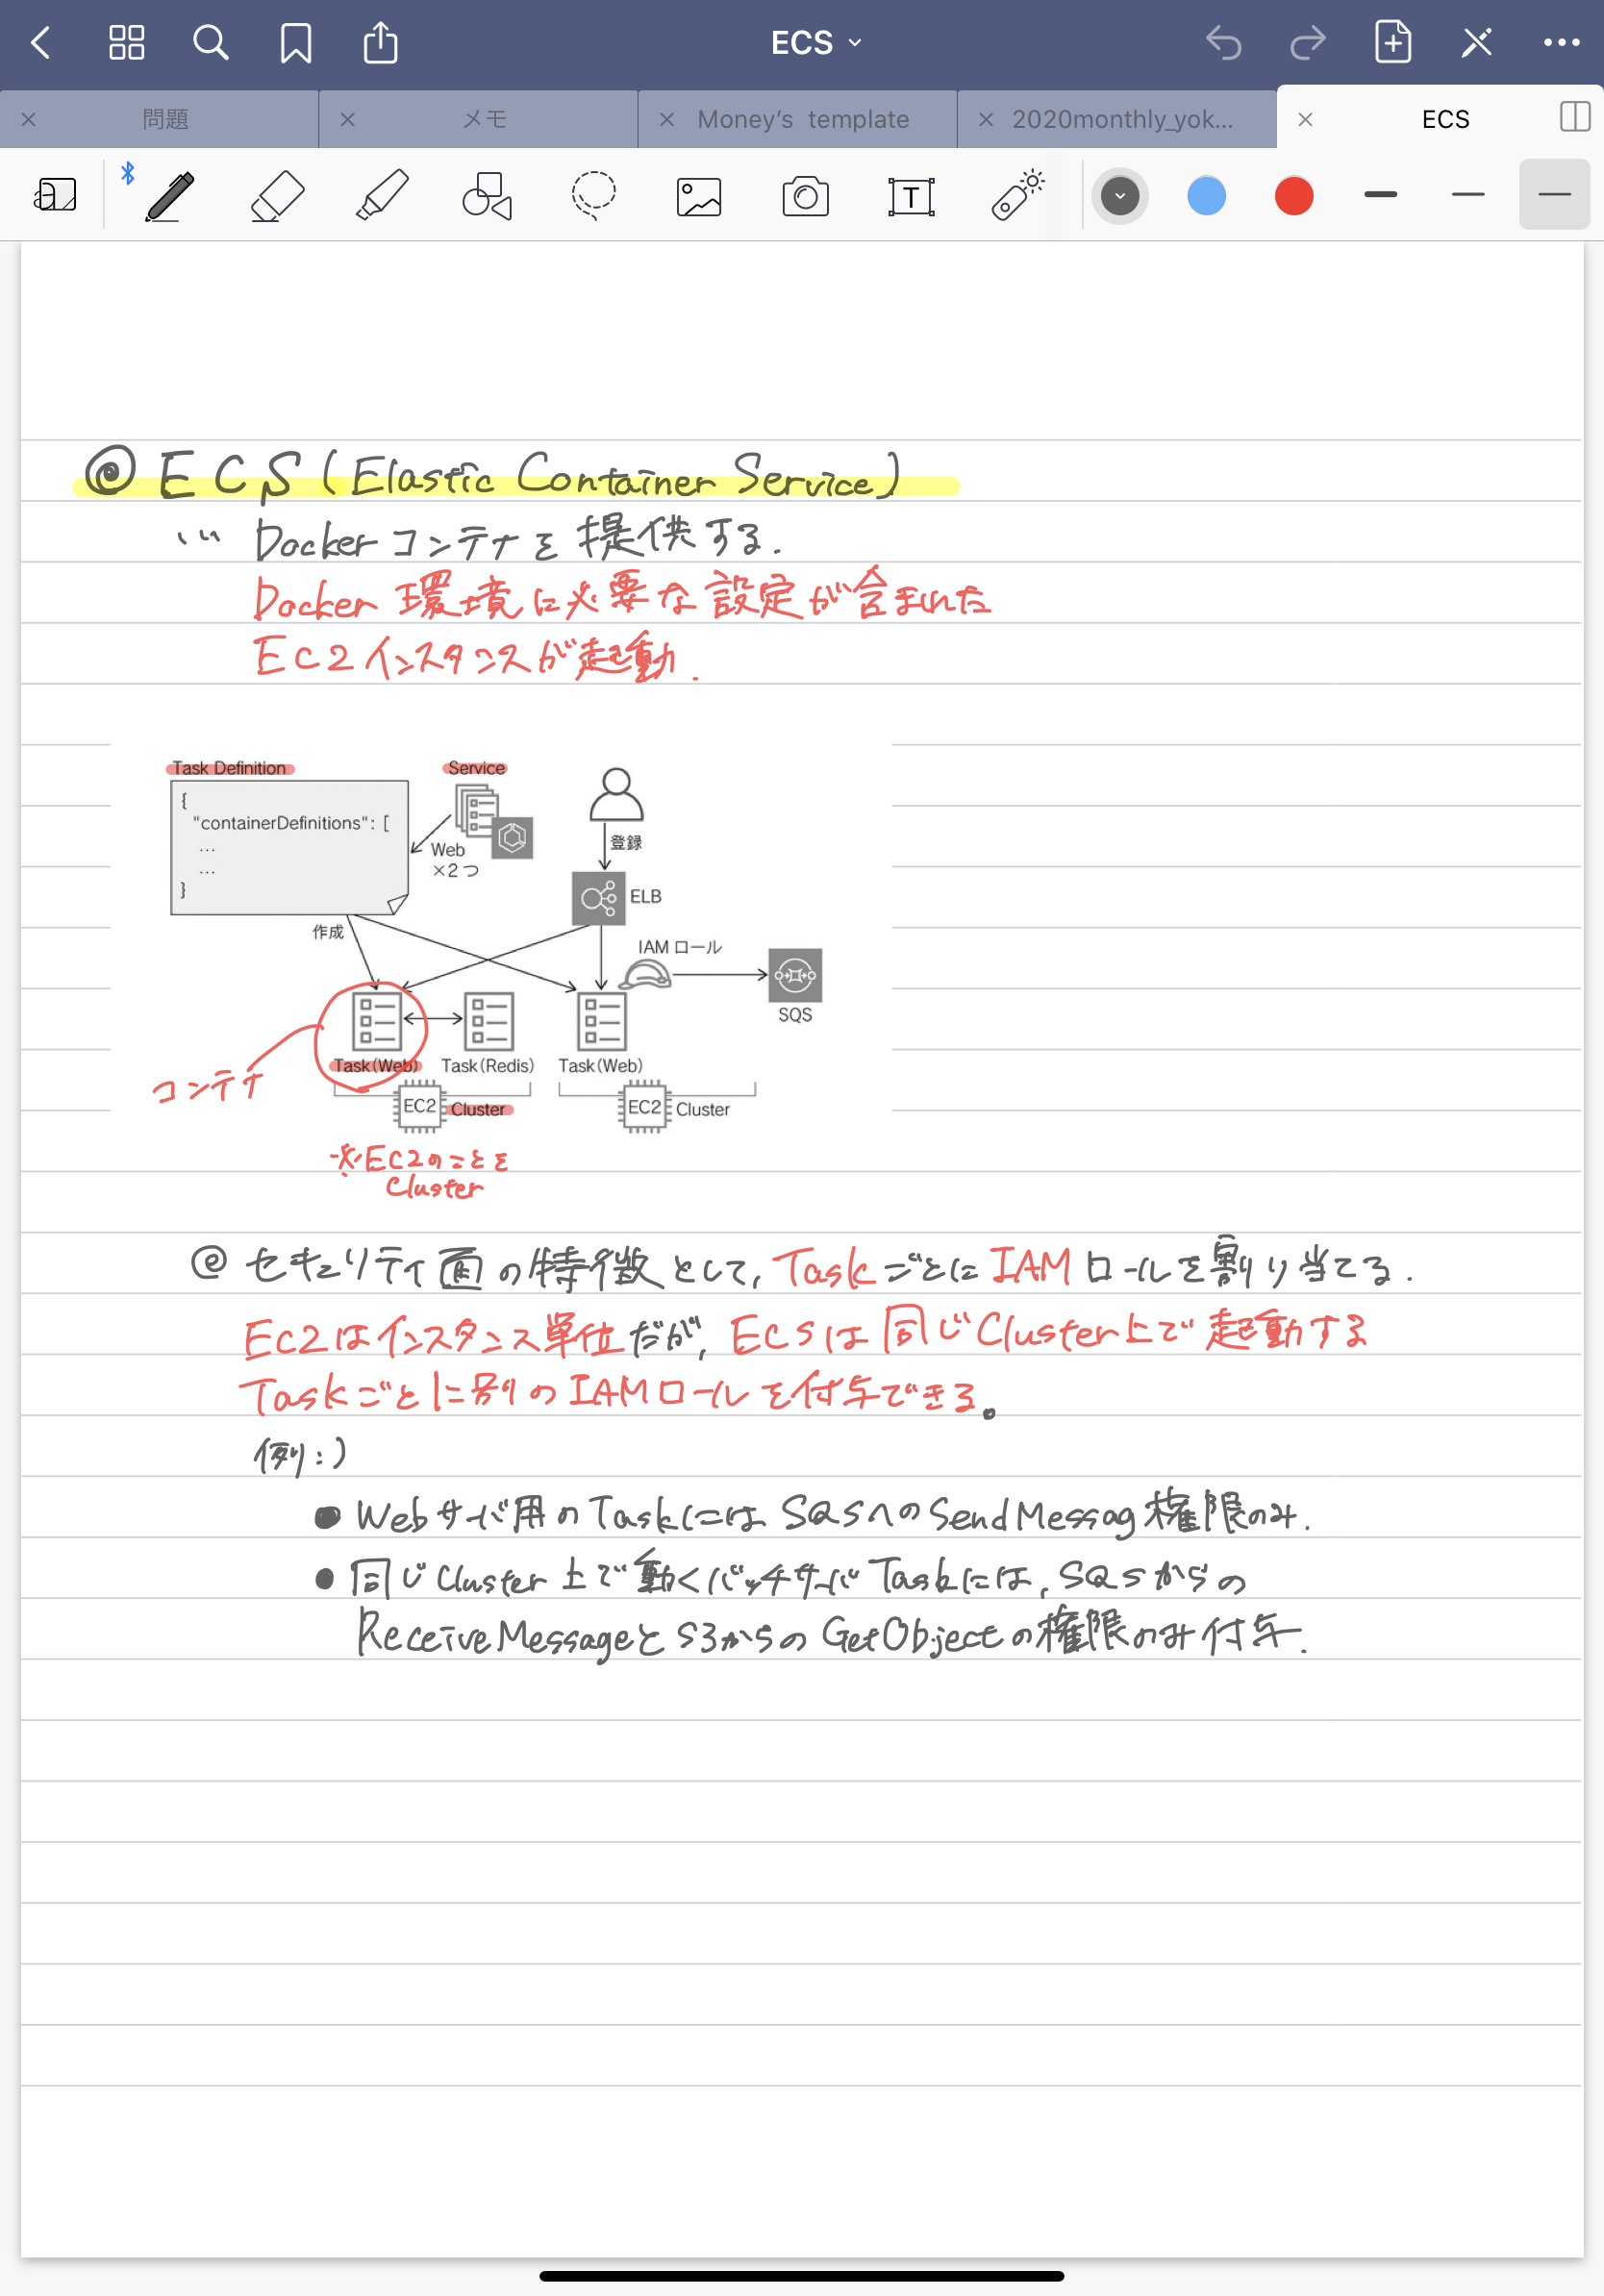 ECS
問題
メモ
Money's template
2020monthly_yok...
ECS
◎ ECS (Elastic Container Service)
… Dockerコンテナを提供する.
Docker 環境に必要な設定が含まれた
EC2インスタンスが起動.
Task Definition
Service
{
"containerDefinitions": [
...
...
}
Web
×2つ
登録
ELB
作成
IAM ロール
SQS
Task(Web)
Task(Redis)
Task(Web)
コンテナ
EC2
Cluster
EC2
Cluster
※EC2のことを
Cluster
◎ セキュリティ面の特徴として, TaskごとにIAMロールを割り当てる.
EC2はインスタンス単位だが, ECSは同じCluster上で起動する
Taskごとに別のIAMロールを付与できる。
例:)
● Webサーバ用のTaskにはSQSへのSendMessag権限のみ.
● 同じCluster上で動くバッチサーバTaskには, SQSからの
ReceiveMessageとS3からのGetObjectの権限のみ付与.